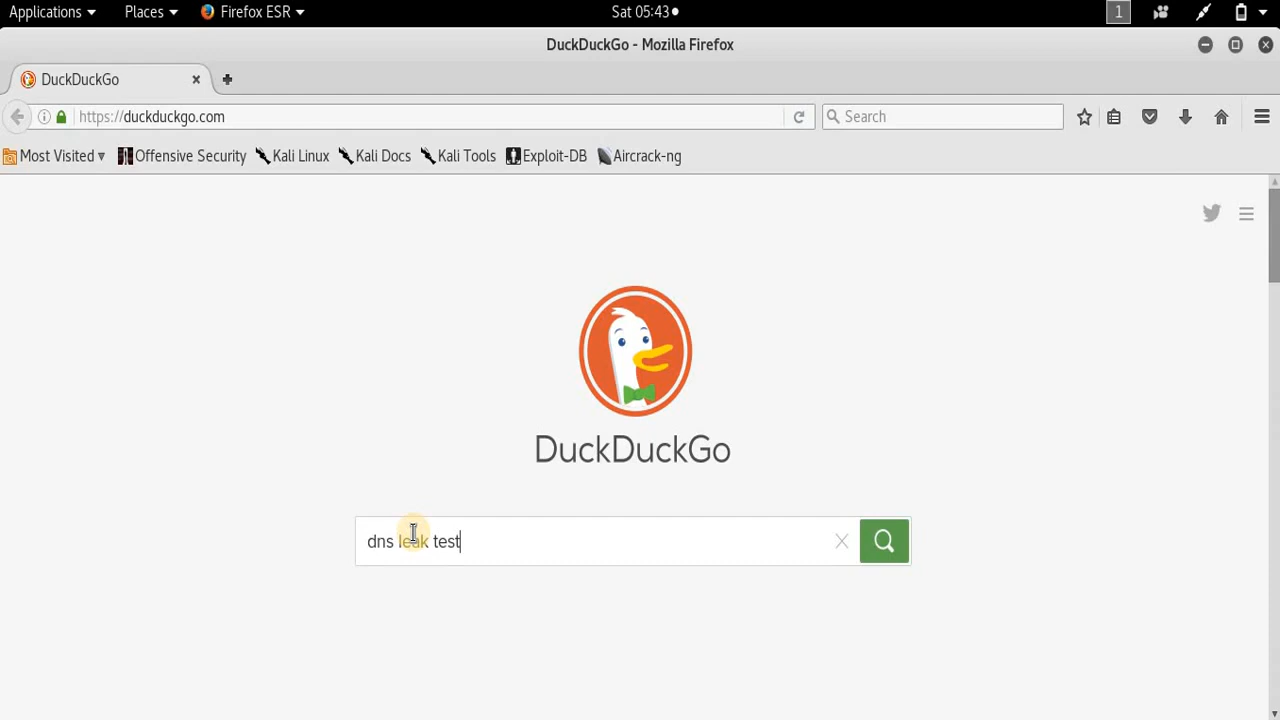 Applications Places Firefox ESR Sat 05:43 1
DuckDuckGo - Mozilla Firefox
DuckDuckGo
https://duckduckgo.com Search
Most Visited Offensive Security Kali Linux Kali Docs Kali Tools Exploit-DB Aircrack-ng
DuckDuckGo
dns leak test